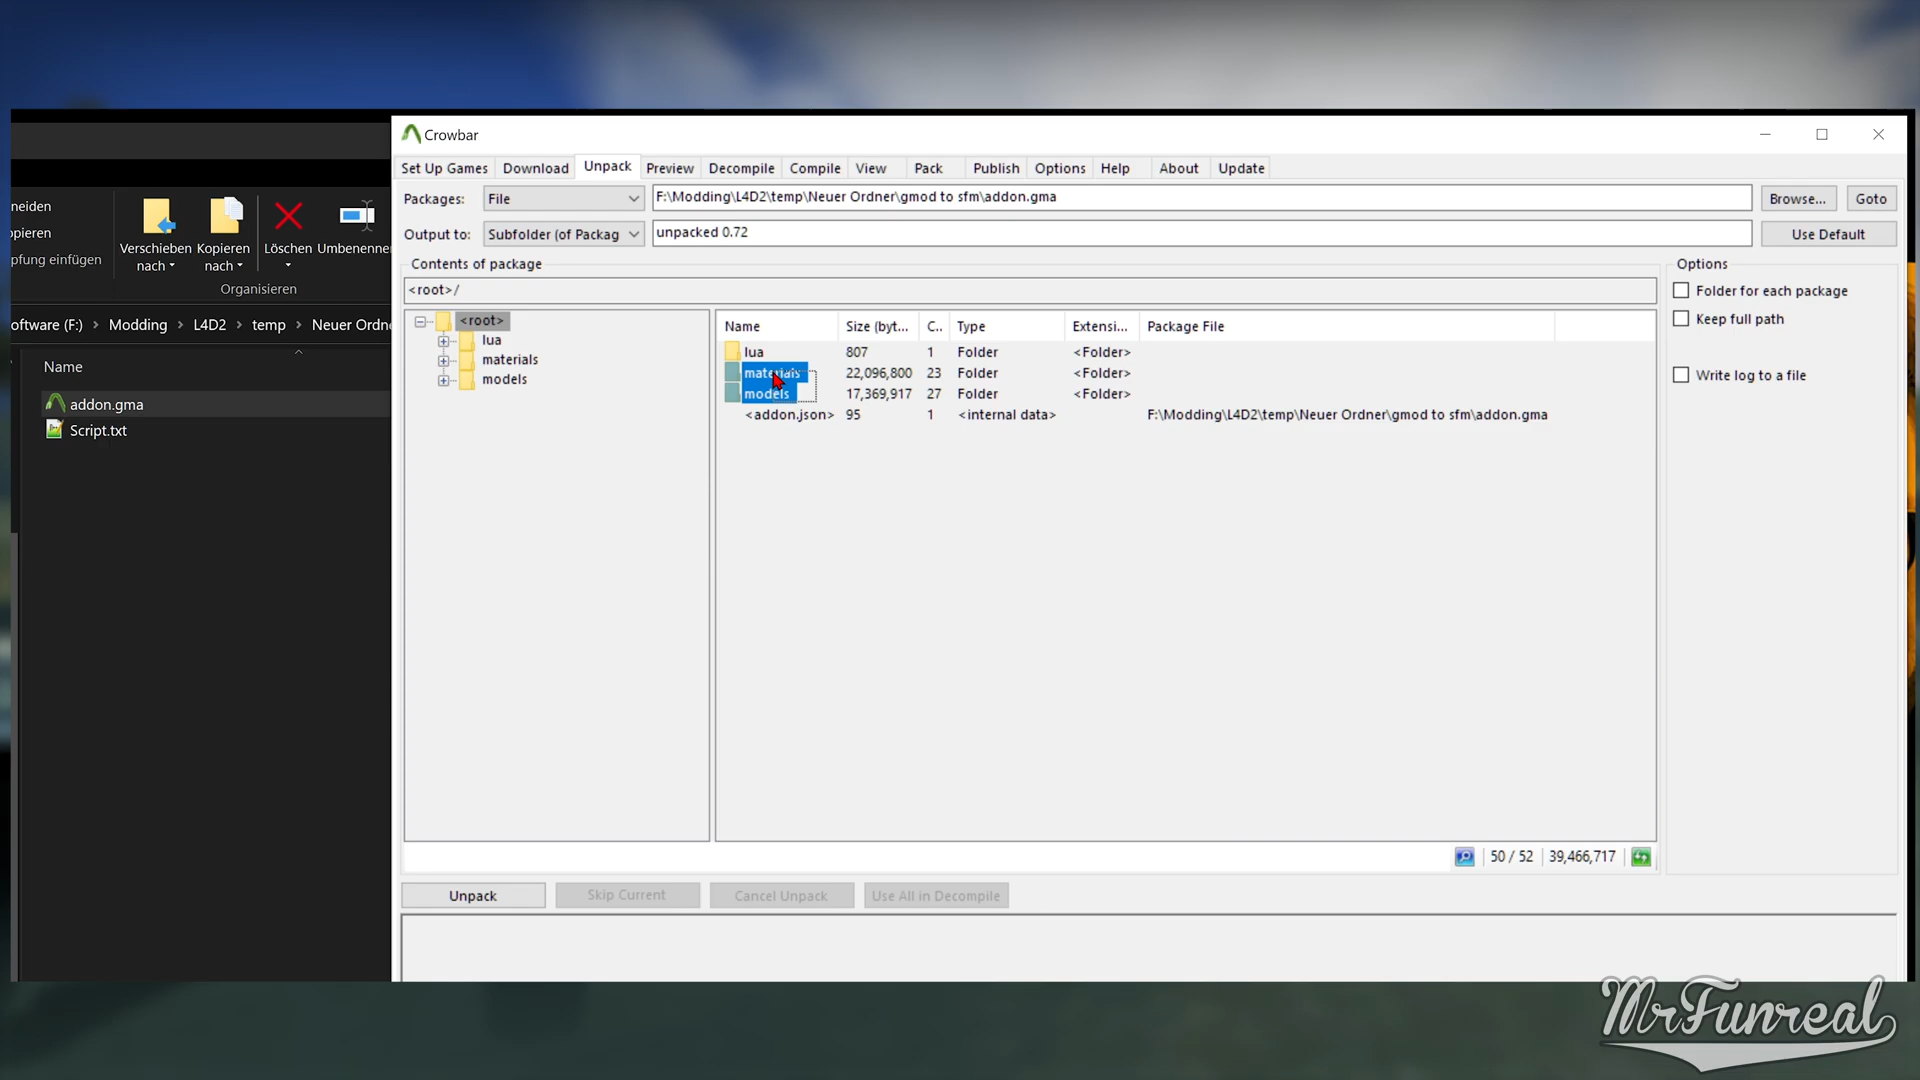 Crowbar
Set Up Games Download Unpack Preview Decompile Compile View Pack Publish Options Help About Update
Packages: File F:\Modding\L4D2\temp\Neuer Ordner\gmod to sfm\addon.gma Browse... Goto
Output to: Subfolder (of Packag unpacked 0.72 Use Default
Contents of package
<root>/
<root>
lua
materials
models
Name Size (byt... C.. Type Extensi... Package File
lua 807 1 Folder <Folder>
materials 22,096,800 23 Folder <Folder>
models 17,369,917 27 Folder <Folder>
<addon.json> 95 1 <internal data> F:\Modding\L4D2\temp\Neuer Ordner\gmod to sfm\addon.gma
Options
Folder for each package
Keep full path
Write log to a file
50 / 52 39,466,717
Unpack Skip Current Cancel Unpack Use All in Decompile
neiden
pieren
pfung einfügen
Verschieben nach
Kopieren nach
Löschen
Umbenennen
Organisieren
oftware (F:) > Modding > L4D2 > temp > Neuer Ordne
Name
addon.gma
Script.txt
MrFunreal